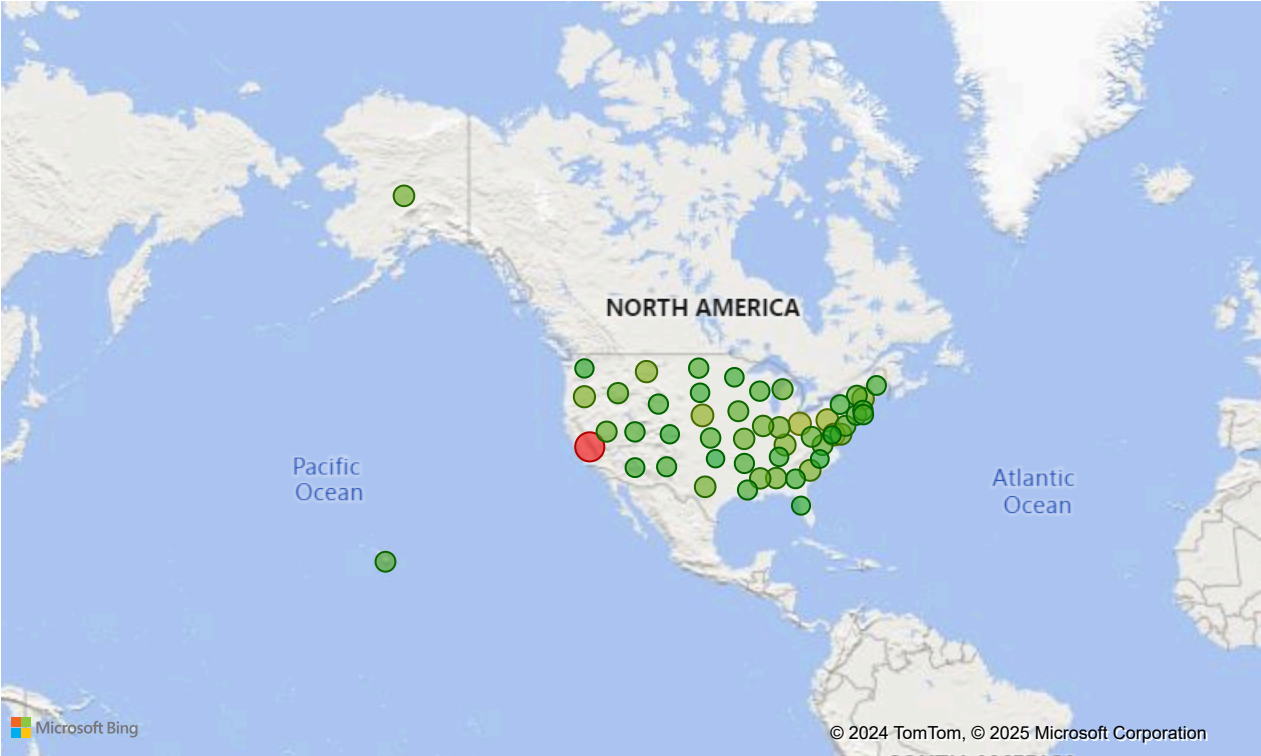 NORTH AMERICA
Pacific
Ocean
Atlantic
Ocean
Microsoft Bing
© 2024 TomTom, © 2025 Microsoft Corporation